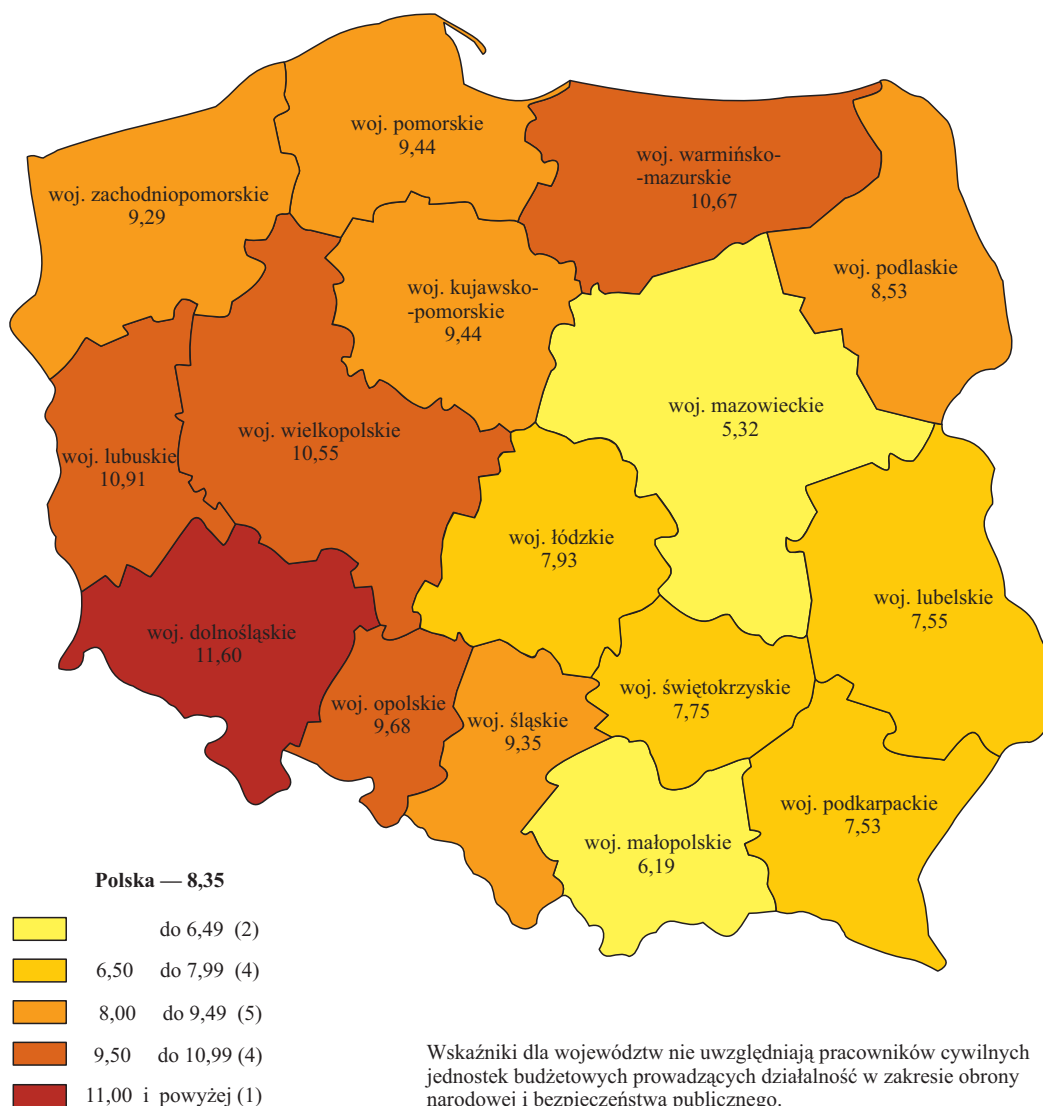 woj. pomorskie
9,44
woj. warmińsko-
-mazurskie
10,67
woj. zachodniopomorskie
9,29
woj. podlaskie
8,53
woj. kujawsko-
-pomorskie
9,44
woj. mazowieckie
5,32
woj. wielkopolskie
10,55
woj. lubuskie
10,91
woj. łódzkie
7,93
woj. lubelskie
7,55
woj. dolnośląskie
11,60
woj. świętokrzyskie
7,75
woj. opolskie
9,68
woj. śląskie
9,35
woj. podkarpackie
7,53
woj. małopolskie
6,19
Polska — 8,35
do 6,49 (2)
6,50 do 7,99 (4)
8,00 do 9,49 (5)
9,50 do 10,99 (4)
11,00 i powyżej (1)
Wskaźniki dla województw nie uwzględniają pracowników cywilnych
jednostek budżetowych prowadzących działalność w zakresie obrony
narodowej i bezpieczeństwa publicznego.